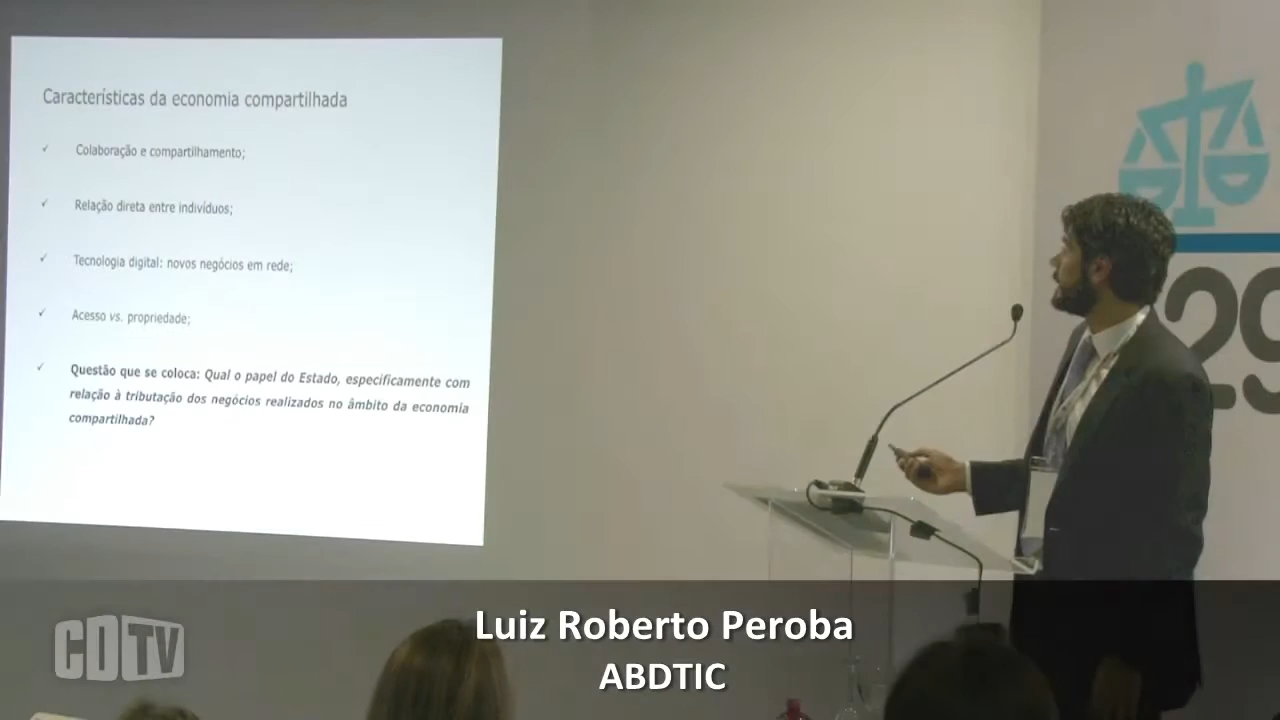 Características da economia compartilhada
✓ Colaboração e compartilhamento;
✓ Relação direta entre indivíduos;
✓ Tecnologia digital: novos negócios em rede;
✓ Acesso vs. propriedade;
✓ Questão que se coloca: Qual o papel do Estado, especificamente com
relação à tributação dos negócios realizados no âmbito da economia
compartilhada?
29
Luiz Roberto Peroba
ABDTIC
CDTV